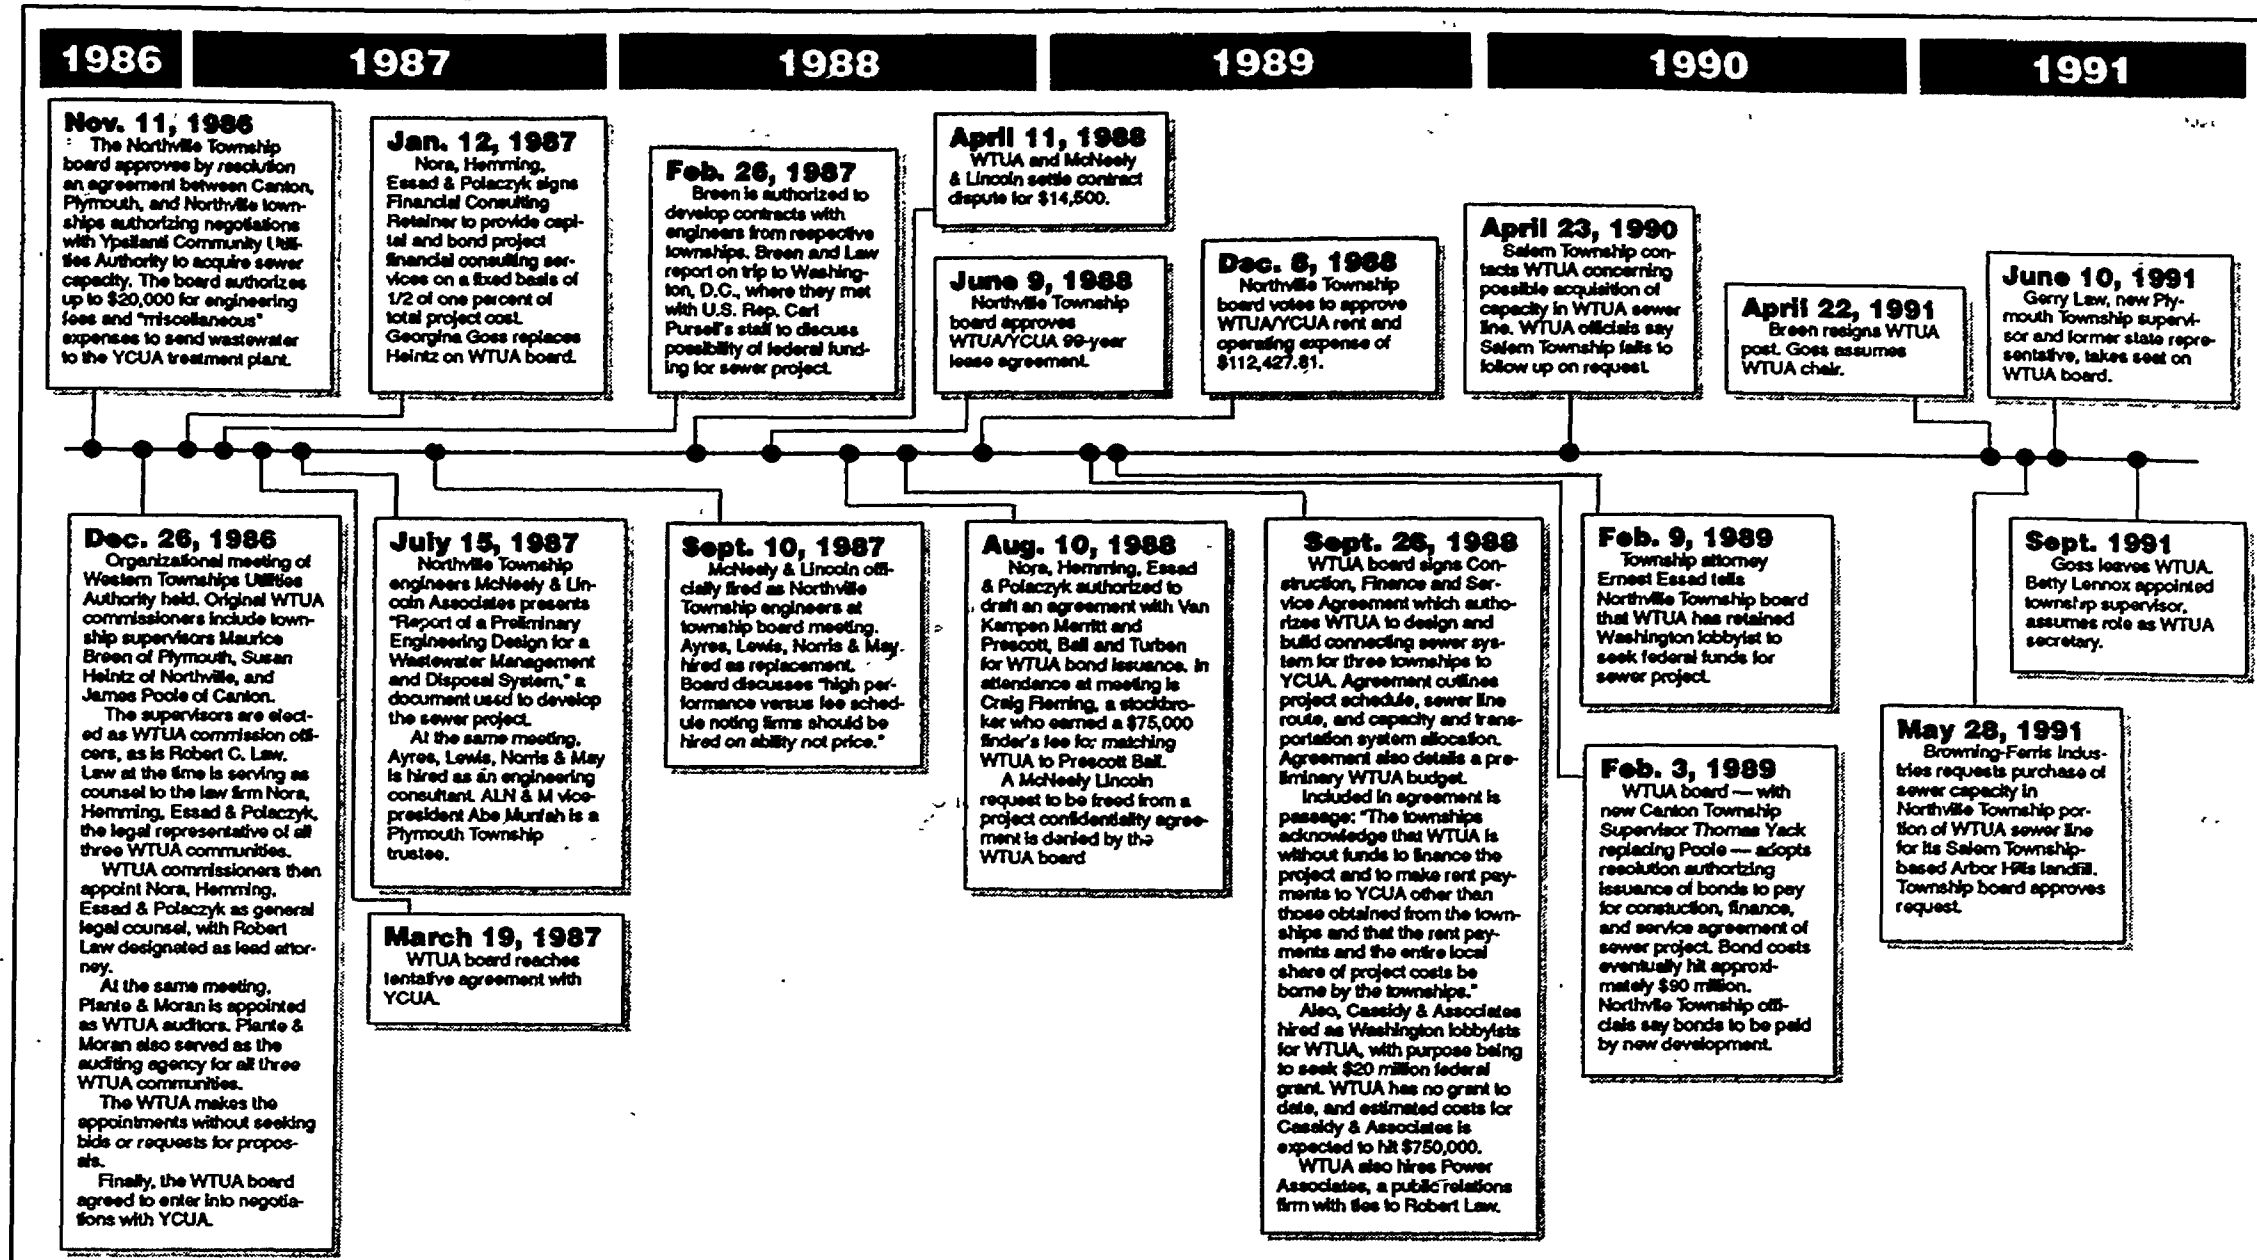 1986
1987
1988
1989
1990
1991
Nov. 11, 1986
The Northville Township
board approves by resolution
an agreement between Canton,
Plymouth, and Northville town-
ships authorizing negotiations
with Ypsilanti Community Utili-
ties Authority to acquire sewer
capacity. The board authorizes
up to $20,000 for engineering
fees and "miscellaneous"
expenses to send wastewater
to the YCUA treatment plant.
Jan. 12, 1987
Nora, Hemming,
Essad & Polaczyk signs
Financial Consulting
Retainer to provide capi-
tal and bond project
financial consulting ser-
vices on a fixed basis of
1/2 of one percent of
total project cost.
Georgina Goss replaces
Heintz on WTUA board.
Feb. 26, 1987
Breen is authorized to
develop contracts with
engineers from respective
townships. Breen and Law
report on trip to Washing-
ton, D.C., where they met
with U.S. Rep. Carl
Pursell's staff to discuss
possibility of federal fund-
ing for sewer project.
April 11, 1988
WTUA and McNeely
& Lincoln settle contract
dispute for $14,500.
June 9, 1988
Northville Township
board approves
WTUA/YCUA 99-year
lease agreement.
Dec. 8, 1988
Northville Township
board votes to approve
WTUA/YCUA rent and
operating expense of
$112,427.81.
April 23, 1990
Salem Township con-
tacts WTUA concerning
possible acquisition of
capacity in WTUA sewer
line. WTUA officials say
Salem Township fails to
follow up on request.
April 22, 1991
Breen resigns WTUA
post. Goss assumes
WTUA chair.
June 10, 1991
Gerry Law, new Ply-
mouth Township supervi-
sor and former state repre-
sentative, takes seat on
WTUA board.
Dec. 26, 1986
Organizational meeting of
Western Townships Utilities
Authority held. Original WTUA
commissioners include town-
ship supervisors Maurice
Breen of Plymouth, Susan
Heintz of Northville, and
James Poole of Canton.
The supervisors are elect-
ed as WTUA commission offi-
cers, as is Robert C. Law.
Law at the time is serving as
counsel to the law firm Nora,
Hemming, Essad & Polaczyk,
the legal representative of all
three WTUA communities.
WTUA commissioners then
appoint Nora, Hemming,
Essad & Polaczyk as general
legal counsel, with Robert
Law designated as lead attor-
ney.
At the same meeting,
Plante & Moran is appointed
as WTUA auditors. Plante &
Moran also served as the
auditing agency for all three
WTUA communities.
The WTUA makes the
appointments without seeking
bids or requests for propos-
als.
Finally, the WTUA board
agreed to enter into negotia-
tions with YCUA.
July 15, 1987
Northville Township
engineers McNeely & Lin-
coln Associates presents
"Report of a Preliminary
Engineering Design for a
Wastewater Management
and Disposal System," a
document used to develop
the sewer project.
At the same meeting,
Ayres, Lewis, Norris & May
is hired as an engineering
consultant. ALN & M vice-
president Abe Munfah is a
Plymouth Township
trustee.
March 19, 1987
WTUA board reaches
tentative agreement with
YCUA.
Sept. 10, 1987
McNeely & Lincoln offi-
cially fired as Northville
Township engineers at
township board meeting.
Ayres, Lewis, Norris & May
hired as replacement.
Board discusses "high per-
formance versus fee sched-
ule noting firms should be
hired on ability not price."
Aug. 10, 1988
Nora, Hemming, Essad
& Polaczyk authorized to
draft an agreement with Van
Kampen Merritt and
Prescott, Ball and Turben
for WTUA bond issuance. In
attendance at meeting is
Craig Fleming, a stockbro-
ker who earned a $75,000
finder's fee for matching
WTUA to Prescott Ball.
A McNeely Lincoln
request to be freed from a
project confidentiality agree-
ment is denied by the
WTUA board
Sept. 26, 1988
WTUA board signs Con-
struction, Finance and Ser-
vice Agreement which autho-
rizes WTUA to design and
build connecting sewer sys-
tem for three townships to
YCUA. Agreement outlines
project schedule, sewer line
route, and capacity and trans-
portation system allocation.
Agreement also details a pre-
liminary WTUA budget.
Included in agreement is
passage: "The townships
acknowledge that WTUA is
without funds to finance the
project and to make rent pay-
ments to YCUA other than
those obtained from the town-
ships and that the rent pay-
ments and the entire local
share of project costs be
borne by the townships."
Also, Cassidy & Associates
hired as Washington lobbyists
for WTUA, with purpose being
to seek $20 million federal
grant. WTUA has no grant to
date, and estimated costs for
Cassidy & Associates is
expected to hit $750,000.
WTUA also hires Power
Associates, a public relations
firm with ties to Robert Law.
Feb. 9, 1989
Township attorney
Ernest Essad tells
Northville Township board
that WTUA has retained
Washington lobbyist to
seek federal funds for
sewer project.
Feb. 3, 1989
WTUA board — with
new Canton Township
Supervisor Thomas Yack
replacing Poole — adopts
resolution authorizing
issuance of bonds to pay
for constuction, finance,
and service agreement of
sewer project. Bond costs
eventually hit approxi-
mately $90 million.
Northville Township offi-
cials say bonds to be paid
by new development.
May 28, 1991
Browning-Ferris Indus-
tries requests purchase of
sewer capacity in
Northville Township por-
tion of WTUA sewer line
for its Salem Township-
based Arbor Hills landfill.
Township board approves
request.
Sept. 1991
Goss leaves WTUA.
Betty Lennox appointed
township supervisor,
assumes role as WTUA
secretary.